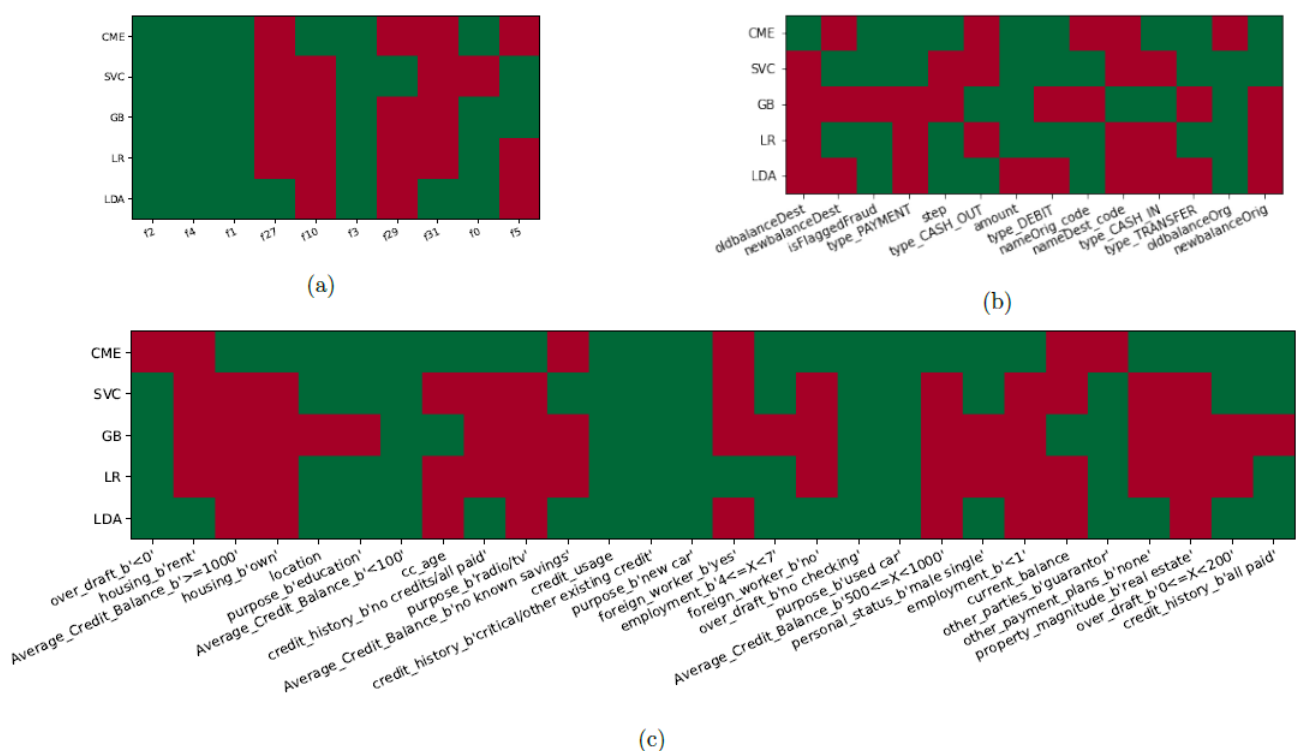 CME
SVC
GB
LR
LDA
f2 f4 f1 f27 f10 f3 f29 f31 f0 f5
(a)
CME
SVC
GB
LR
LDA
oldbalanceDest
newbalanceDest
isFlaggedFraud
type_PAYMENT
step
type_CASH_OUT
amount
type_DEBIT
nameOrig_code
nameDest_code
type_CASH_IN
type_TRANSFER
oldbalanceOrg
newbalanceOrig
(b)
CME
SVC
GB
LR
LDA
over_draft_b'<0'
housing_b'rent'
Average_Credit_Balance_b'>=1000'
housing_b'own'
location
purpose_b'education'
Average_Credit_Balance_b'<100'
cc_age
credit_history_b'no credits/all paid'
purpose_b'radio/tv'
Average_Credit_Balance_b'no known savings'
credit_usage
credit_history_b'critical/other existing credit'
purpose_b'new car'
foreign_worker_b'yes'
employment_b'4<=X<7'
foreign_worker_b'no'
over_draft_b'no checking'
purpose_b'used car'
Average_Credit_Balance_b'500<=X<1000'
personal_status_b'male single'
employment_b'<1'
current_balance
other_parties_b'guarantor'
other_payment_plans_b'none'
property_magnitude_b'real estate'
over_draft_b'0<=X<200'
credit_history_b'all paid'
(c)